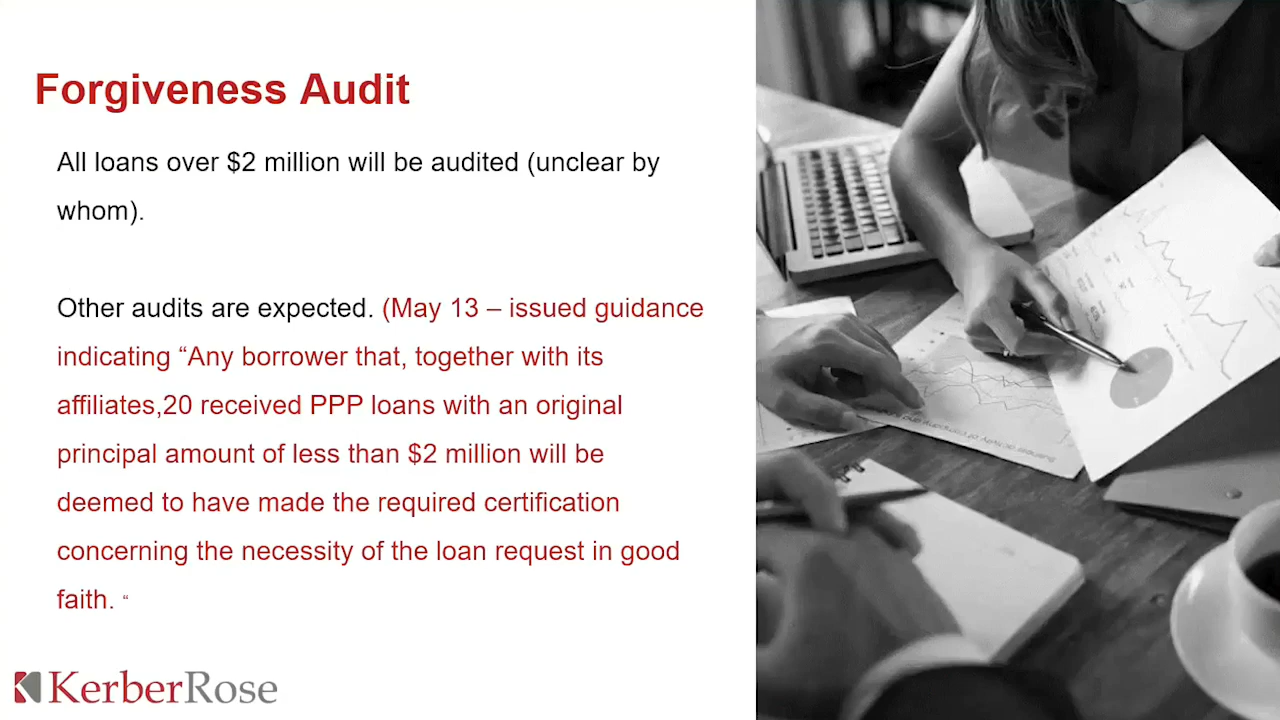 Forgiveness Audit
All loans over $2 million will be audited (unclear by
whom).
Other audits are expected. (May 13 – issued guidance
indicating “Any borrower that, together with its
affiliates,20 received PPP loans with an original
principal amount of less than $2 million will be
deemed to have made the required certification
concerning the necessity of the loan request in good
faith. “
KerberRose